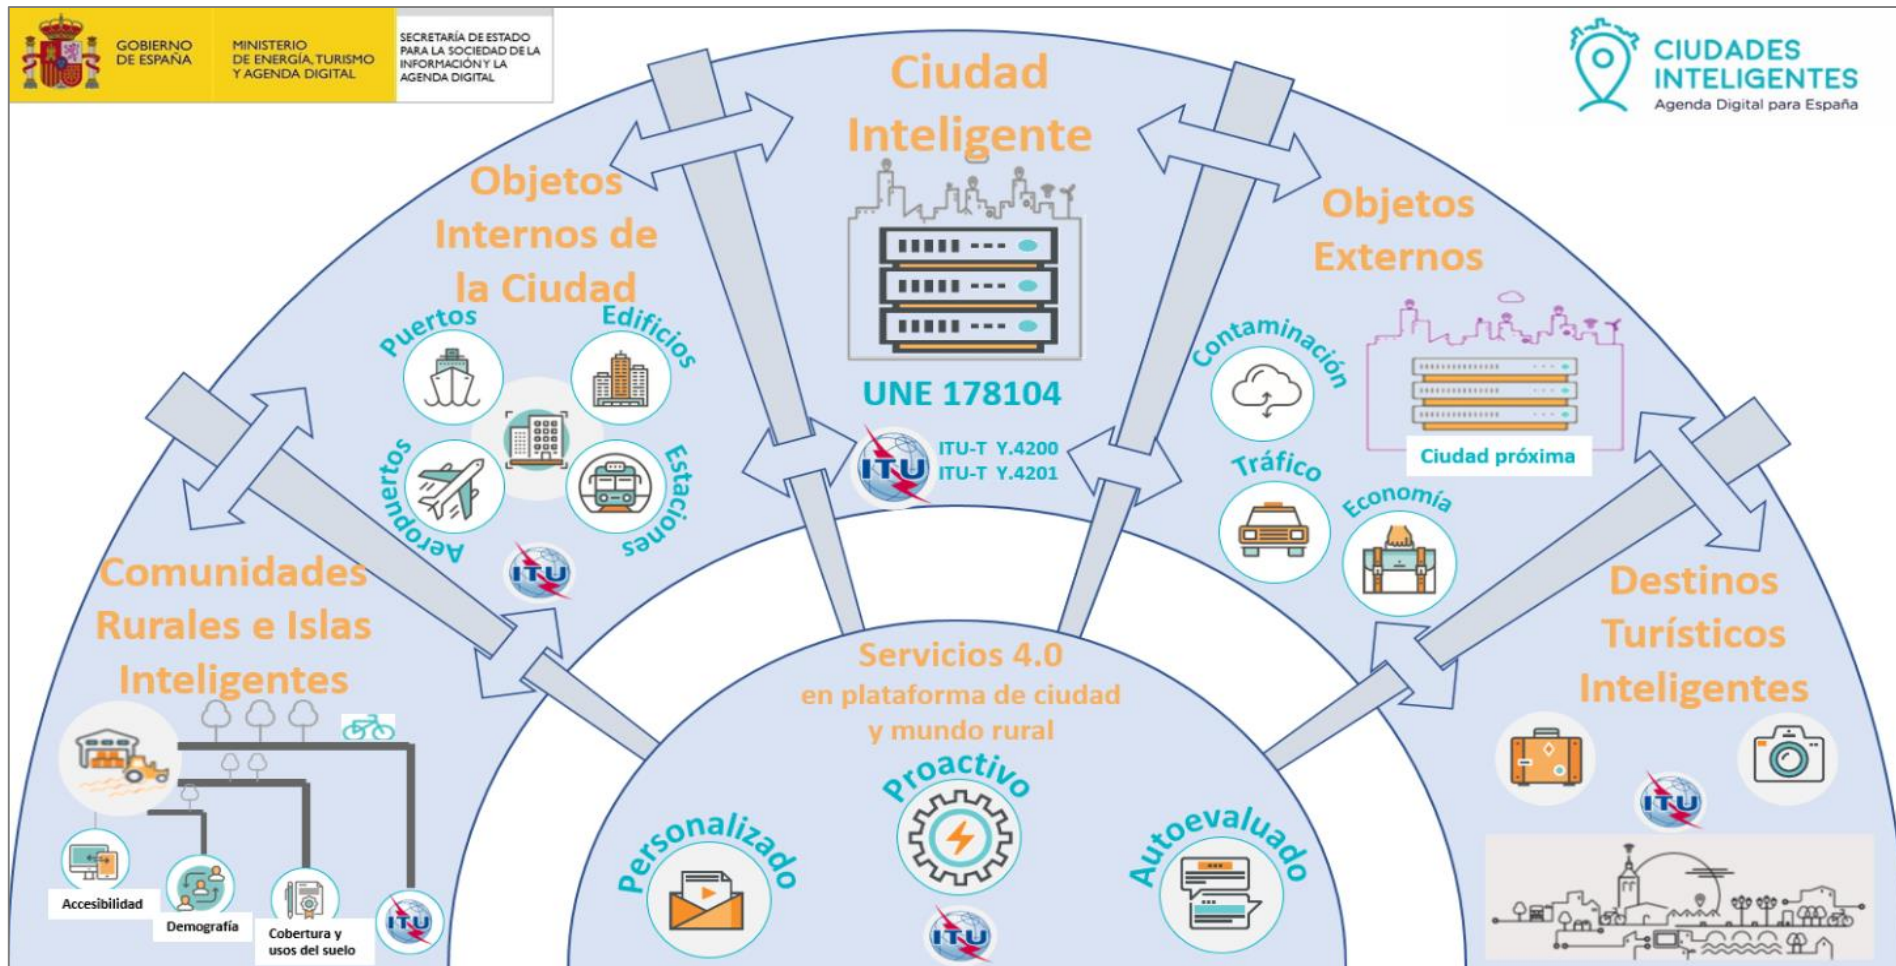 GOBIERNO
DE ESPAÑA
MINISTERIO
DE ENERGÍA, TURISMO
Y AGENDA DIGITAL
SECRETARÍA DE ESTADO
PARA LA SOCIEDAD DE LA
INFORMACIÓN Y LA
AGENDA DIGITAL
CIUDADES
INTELIGENTES
Agenda Digital para España
Comunidades
Rurales e Islas
Inteligentes
Accesibilidad
Demografía
Cobertura y
usos del suelo
ITU
Objetos
Internos de
la Ciudad
Puertos
Edificios
Aeropuertos
Estaciones
ITU
Ciudad
Inteligente
UNE 178104
ITU
ITU-T Y.4200
ITU-T Y.4201
Objetos
Externos
Contaminación
Ciudad próxima
Tráfico
Economía
Destinos
Turísticos
Inteligentes
ITU
Servicios 4.0
en plataforma de ciudad
y mundo rural
Personalizado
Proactivo
Autoevaluado
ITU